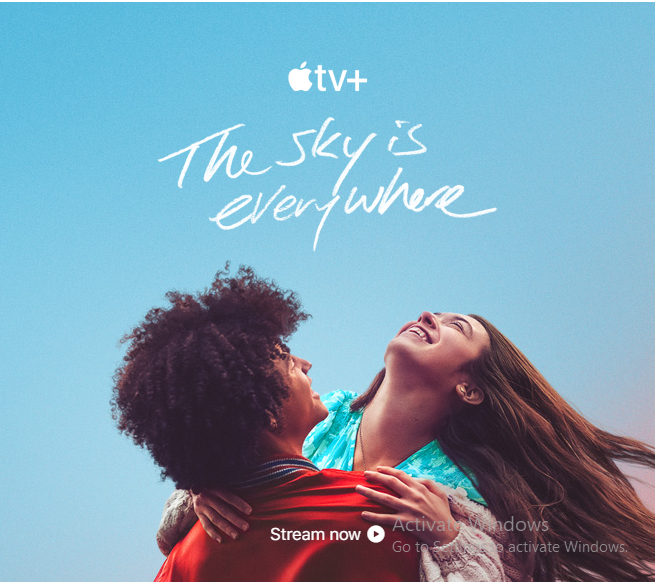 tv+
The sky is
everywhere
Stream now
Activate Windows
Go to Settings to activate Windows.